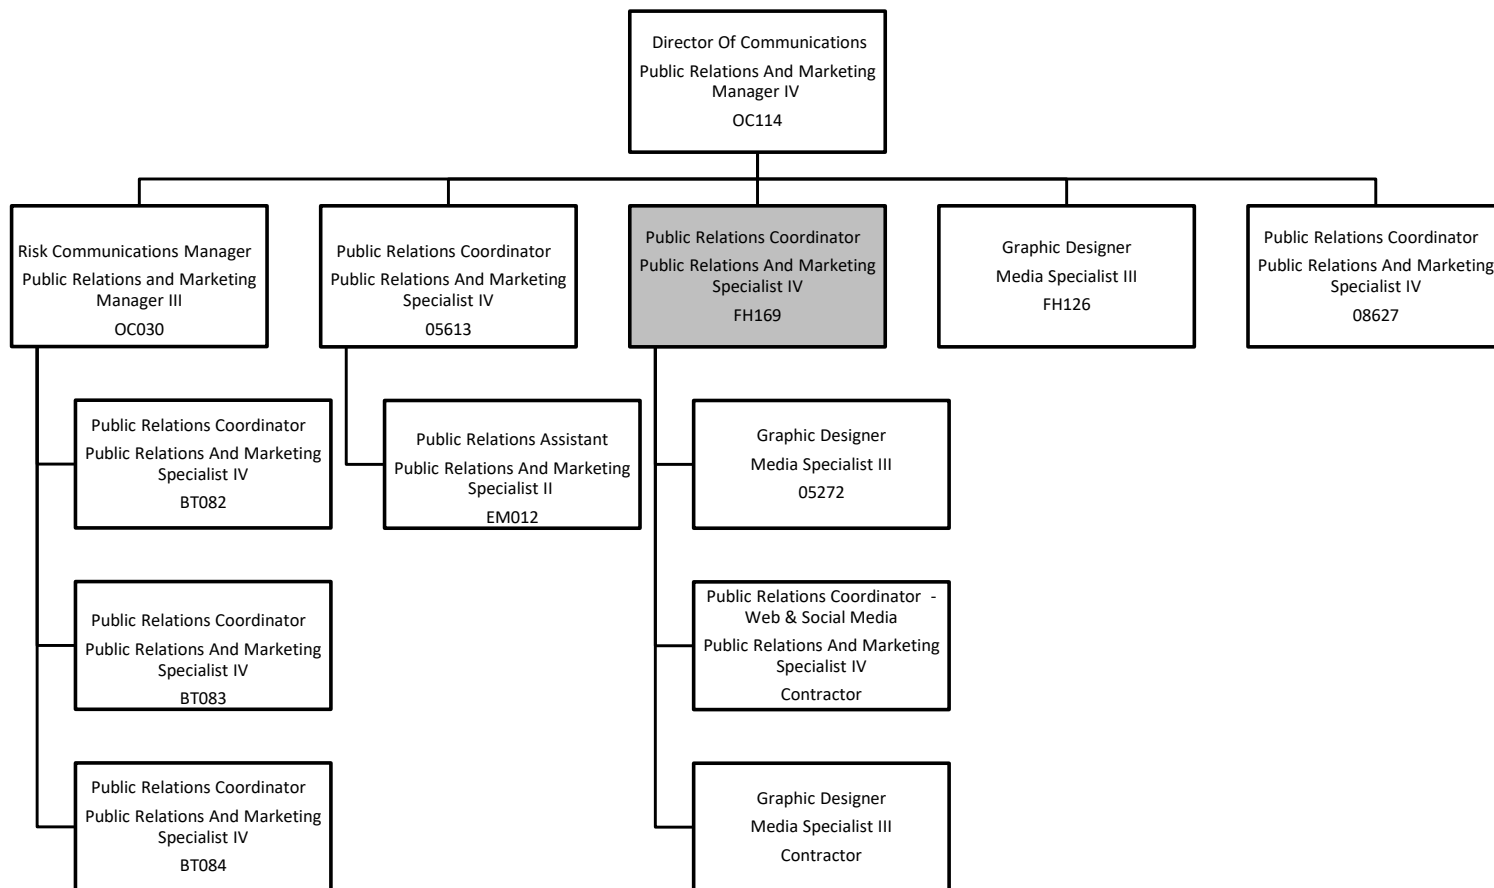 Director Of Communications
Public Relations And Marketing
Manager IV
OC114
Risk Communications Manager
Public Relations and Marketing
Manager III
OC030
Public Relations Coordinator
Public Relations And Marketing
Specialist IV
05613
Public Relations Coordinator
Public Relations And Marketing
Specialist IV
FH169
Graphic Designer
Media Specialist III
FH126
Public Relations Coordinator
Public Relations And Marketing
Specialist IV
08627
Public Relations Coordinator
Public Relations And Marketing
Specialist IV
BT082
Public Relations Assistant
Public Relations And Marketing
Specialist II
EM012
Graphic Designer
Media Specialist III
05272
Public Relations Coordinator
Public Relations And Marketing
Specialist IV
BT083
Public Relations Coordinator -
Web & Social Media
Public Relations And Marketing
Specialist IV
Contractor
Public Relations Coordinator
Public Relations And Marketing
Specialist IV
BT084
Graphic Designer
Media Specialist III
Contractor